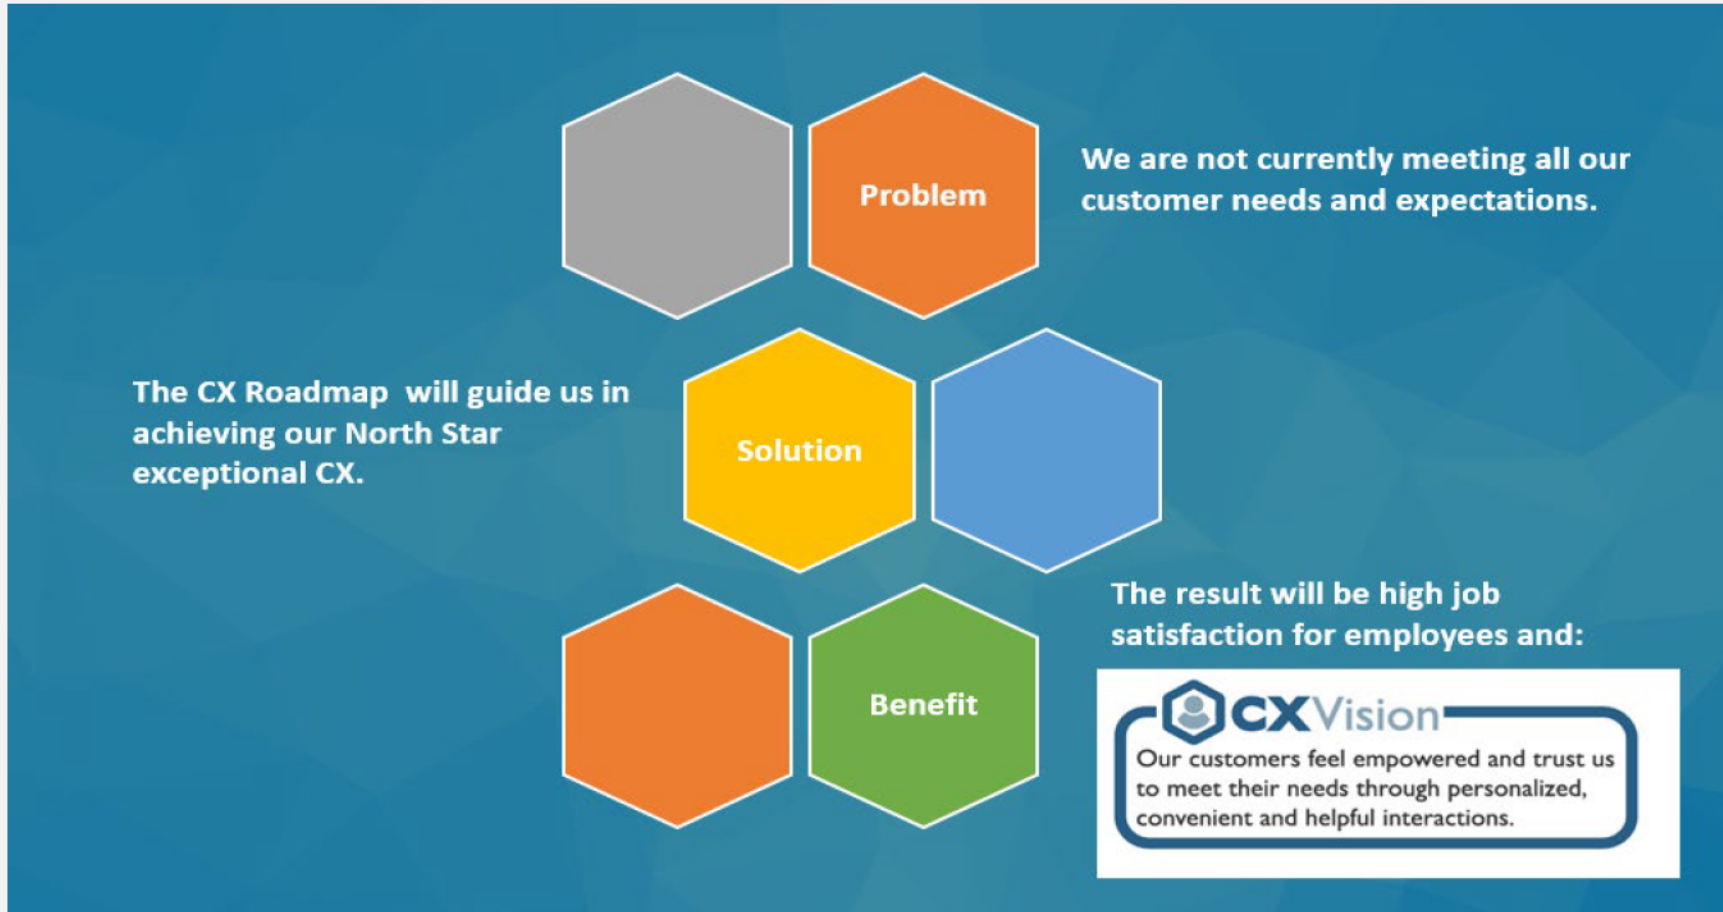 Problem
We are not currently meeting all our
customer needs and expectations.
The CX Roadmap will guide us in
achieving our North Star
exceptional CX.
Solution
The result will be high job
satisfaction for employees and:
Benefit
CXVision
Our customers feel empowered and trust us
to meet their needs through personalized,
convenient and helpful interactions.